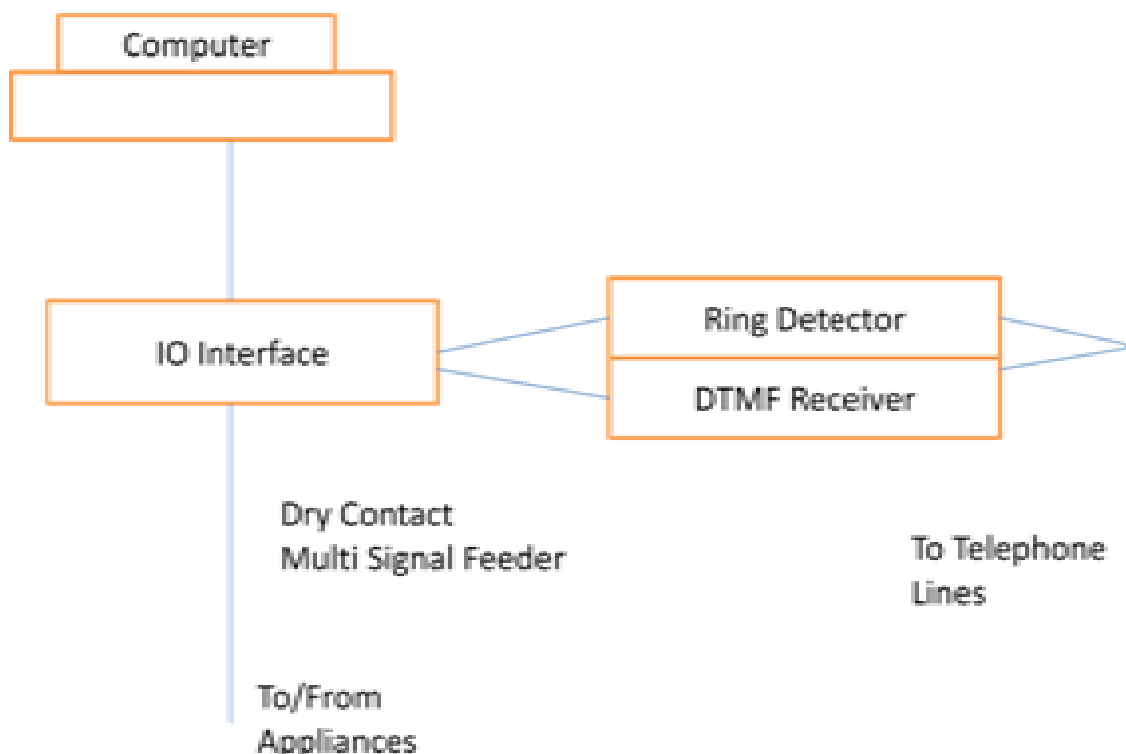 Computer
IO Interface
Ring Detector
DTMF Receiver
Dry Contact
Multi Signal Feeder
To Telephone
Lines
To/From
Appliances